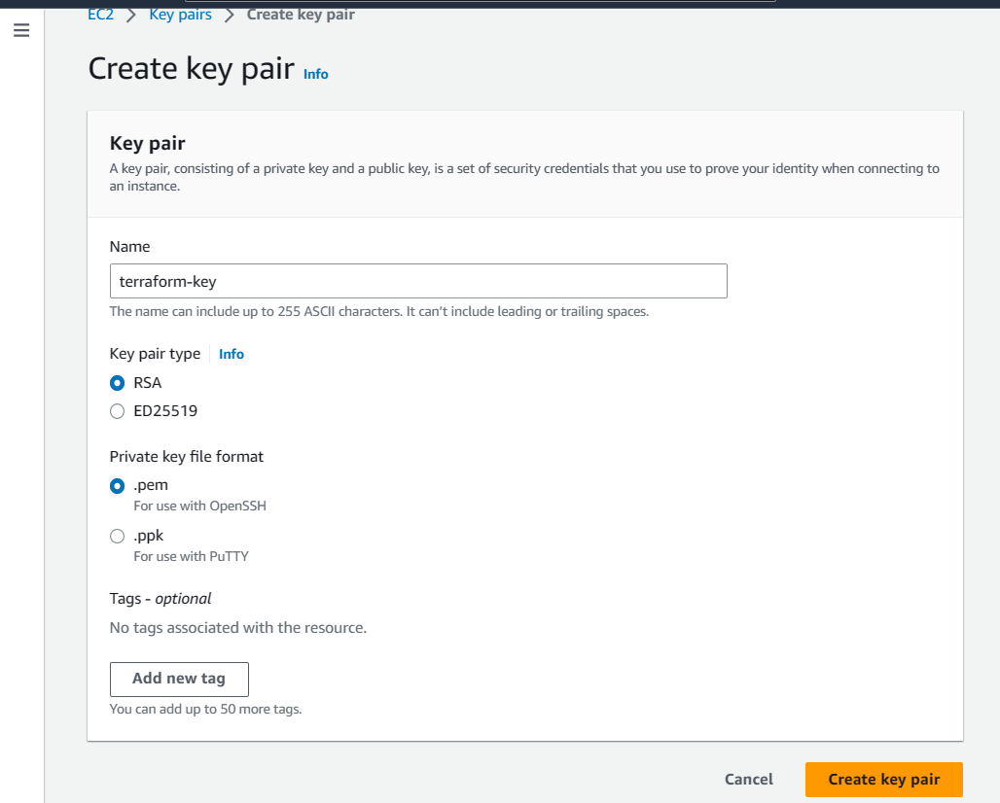 EC2 > Key pairs > Create key pair
Create key pair Info
Key pair
A key pair, consisting of a private key and a public key, is a set of security credentials that you use to prove your identity when connecting to
an instance.
Name
terraform-key
The name can include up to 255 ASCII characters. It can't include leading or trailing spaces.
Key pair type Info
RSA
ED25519
Private key file format
.pem
For use with OpenSSH
.ppk
For use with PuTTY
Tags - optional
No tags associated with the resource.
Add new tag
You can add up to 50 more tags.
Cancel Create key pair